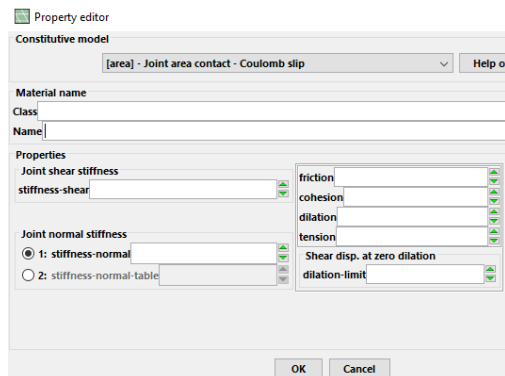 Property editor
Constitutive model
[area] - Joint area contact - Coulomb slip
Help o
Material name
Class
Name
Properties
Joint shear stiffness
stiffness-shear
friction
cohesion
dilation
tension
Joint normal stiffness
1: stiffness-normal
2: stiffness-normal-table
Shear disp. at zero dilation
dilation-limit
OK Cancel